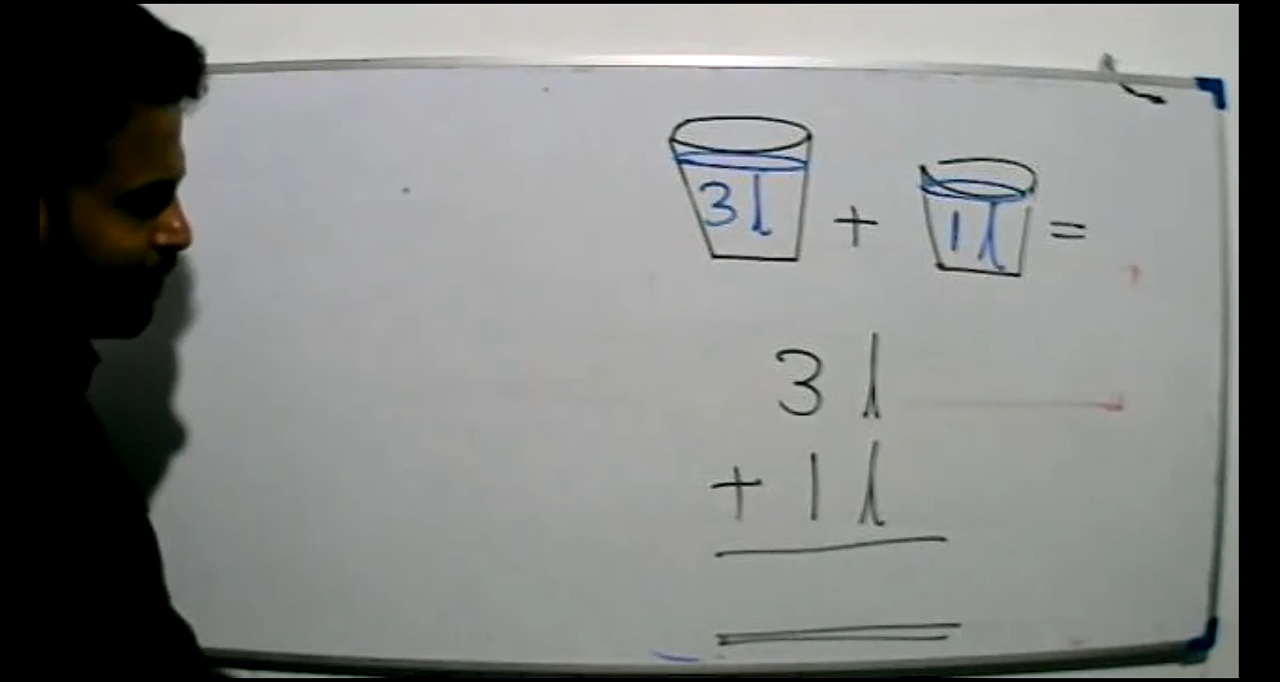 3l + 1l =
3 l
+ 1 l